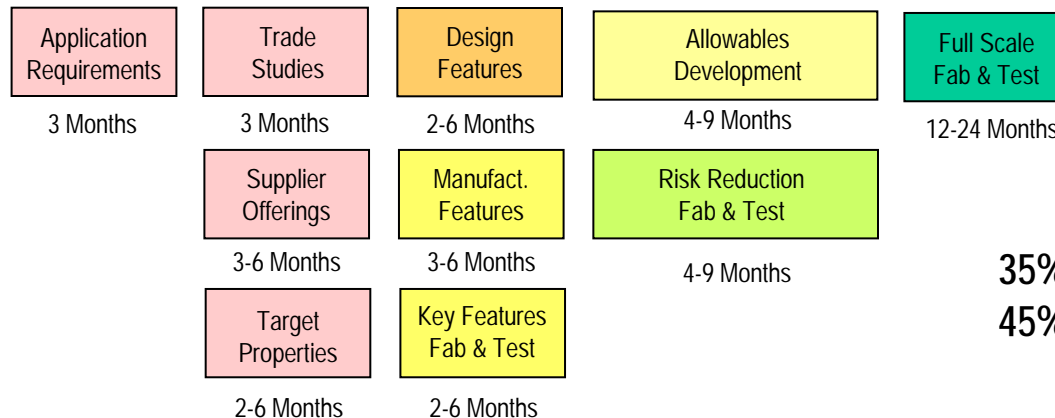 Application
Requirements
3 Months
Trade
Studies
3 Months
Design
Features
2-6 Months
Allowables
Development
4-9 Months
Full Scale
Fab & Test
12-24 Months
Supplier
Offerings
3-6 Months
Manufact.
Features
3-6 Months
Risk Reduction
Fab & Test
4-9 Months
35%
45%
Target
Properties
2-6 Months
Key Features
Fab & Test
2-6 Months